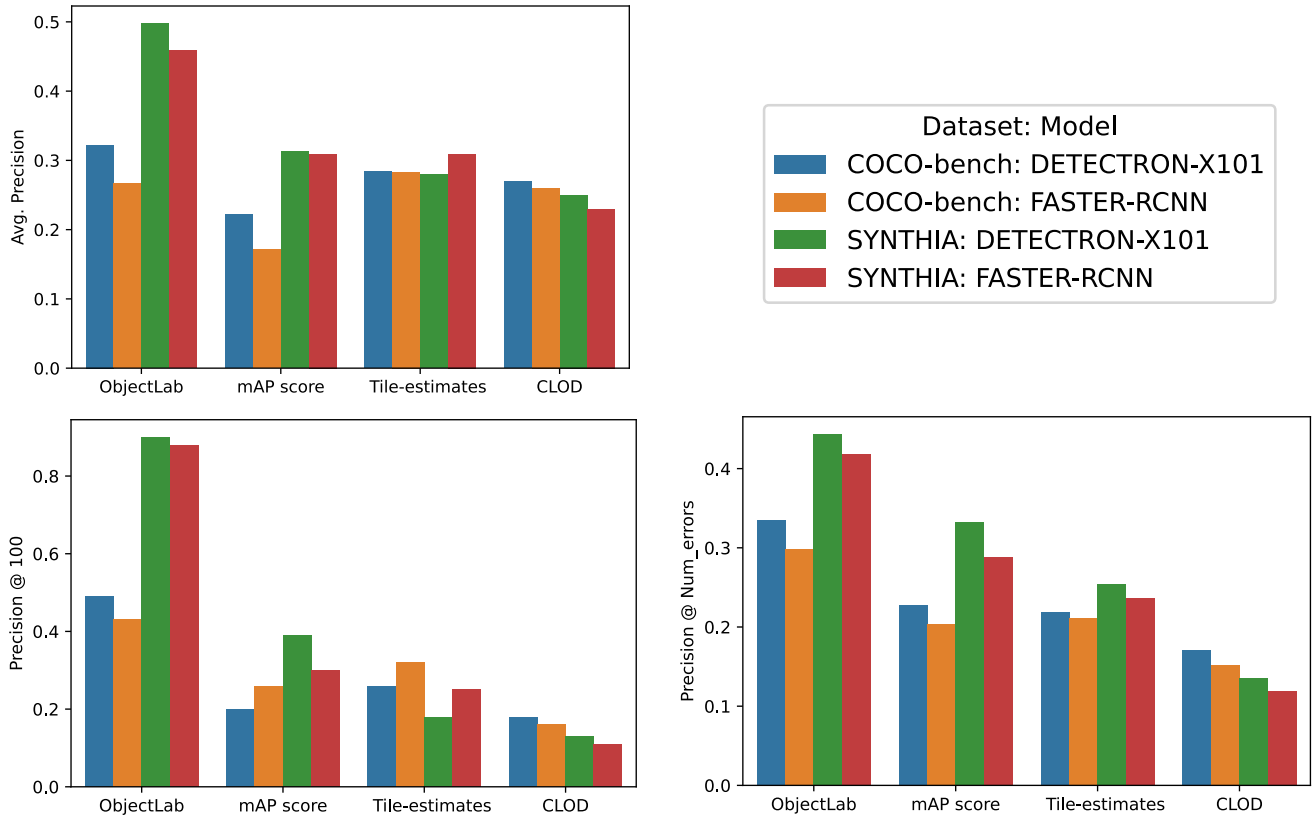 0.5
0.4
0.3
0.2
0.1
0.0
Avg. Precision
ObjectLab mAP score Tile-estimates CLOD
Dataset: Model
COCO-bench: DETECTRON-X101
COCO-bench: FASTER-RCNN
SYNTHIA: DETECTRON-X101
SYNTHIA: FASTER-RCNN
0.8
0.6
0.4
0.2
0.0
Precision @ 100
ObjectLab mAP score Tile-estimates CLOD
0.4
0.3
0.2
0.1
0.0
Precision @ Num_errors
ObjectLab mAP score Tile-estimates CLOD